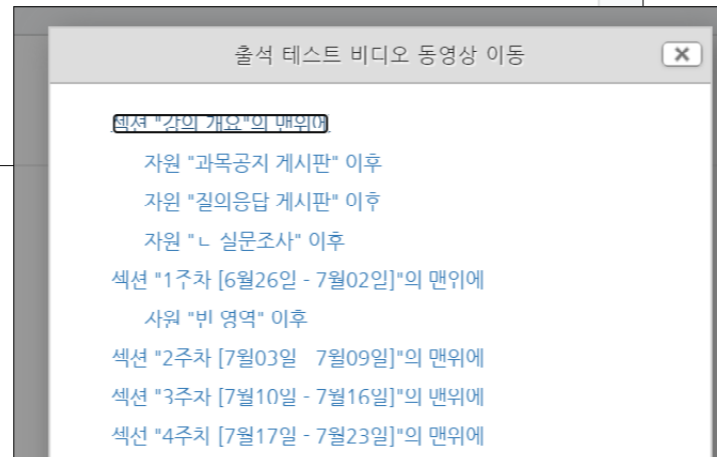 출석 테스트 비디오 동영상 이동
섹션 "강의 개요"의 맨위에
자원 "과목공지 게시판" 이후
자원 "질의응답 게시판" 이후
자원 "ㄴ 설문조사" 이후
섹션 "1주차 [6월26일 - 7월02일]"의 맨위에
자원 "빈 영역" 이후
섹션 "2주차 [7월03일 - 7월09일]"의 맨위에
섹션 "3주차 [7월10일 - 7월16일]"의 맨위에
섹션 "4주차 [7월17일 - 7월23일]"의 맨위에